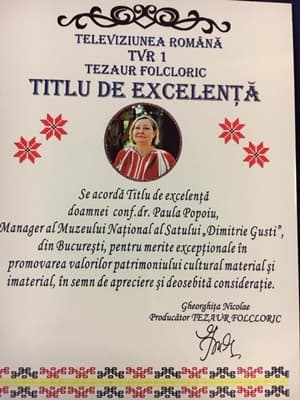 TELEVIZIUNEA ROMÂNĂ
TVR 1
TEZAUR FOLCLORIC
TITLU DE EXCELENȚĂ
Se acordă Titlu de excelență
doamnei conf.dr. Paula Popoiu,
Manager al Muzeului Național al Satului „Dimitrie Gusti”,
din București, pentru merite excepționale în
promovarea valorilor patrimoniului cultural material și
imaterial, în semn de apreciere și deosebită considerație.
Gheorghița Nicolae
Producător TEZAUR FOLCLORIC